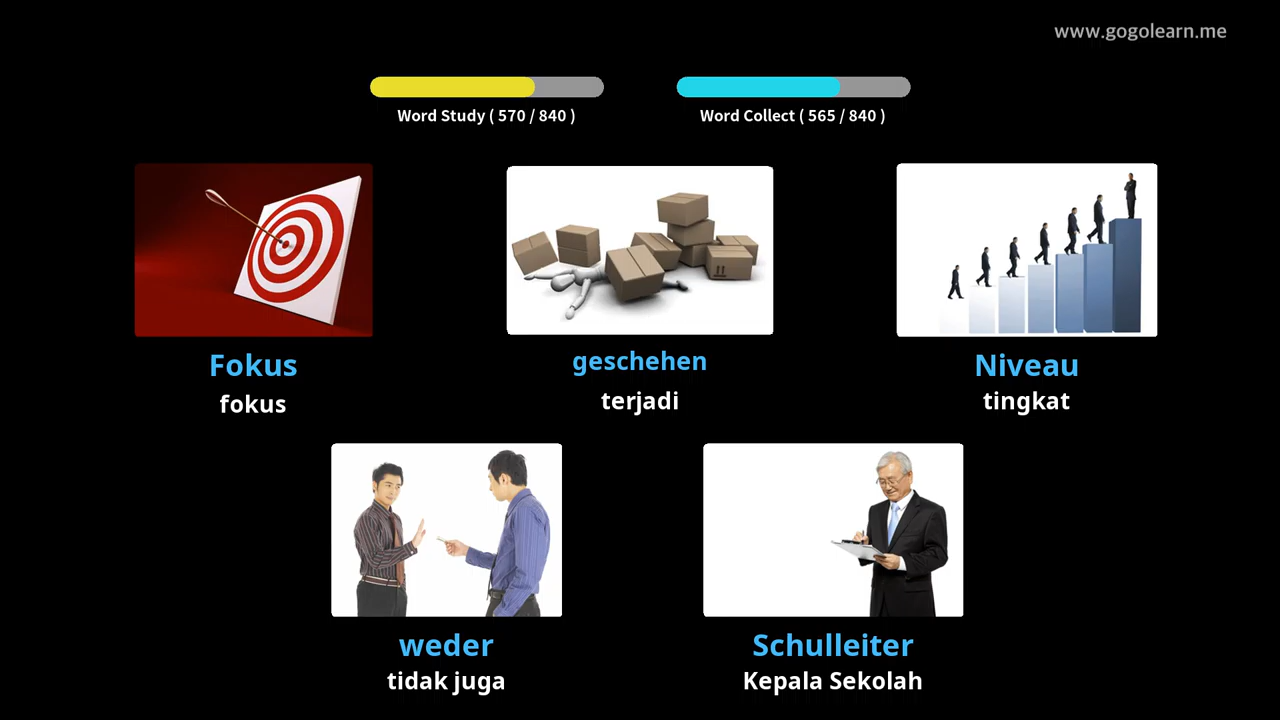 www.gogolearn.me
Word Study ( 570 / 840 )
Word Collect ( 565 / 840 )
Fokus
fokus
geschehen
terjadi
Niveau
tingkat
weder
tidak juga
Schulleiter
Kepala Sekolah